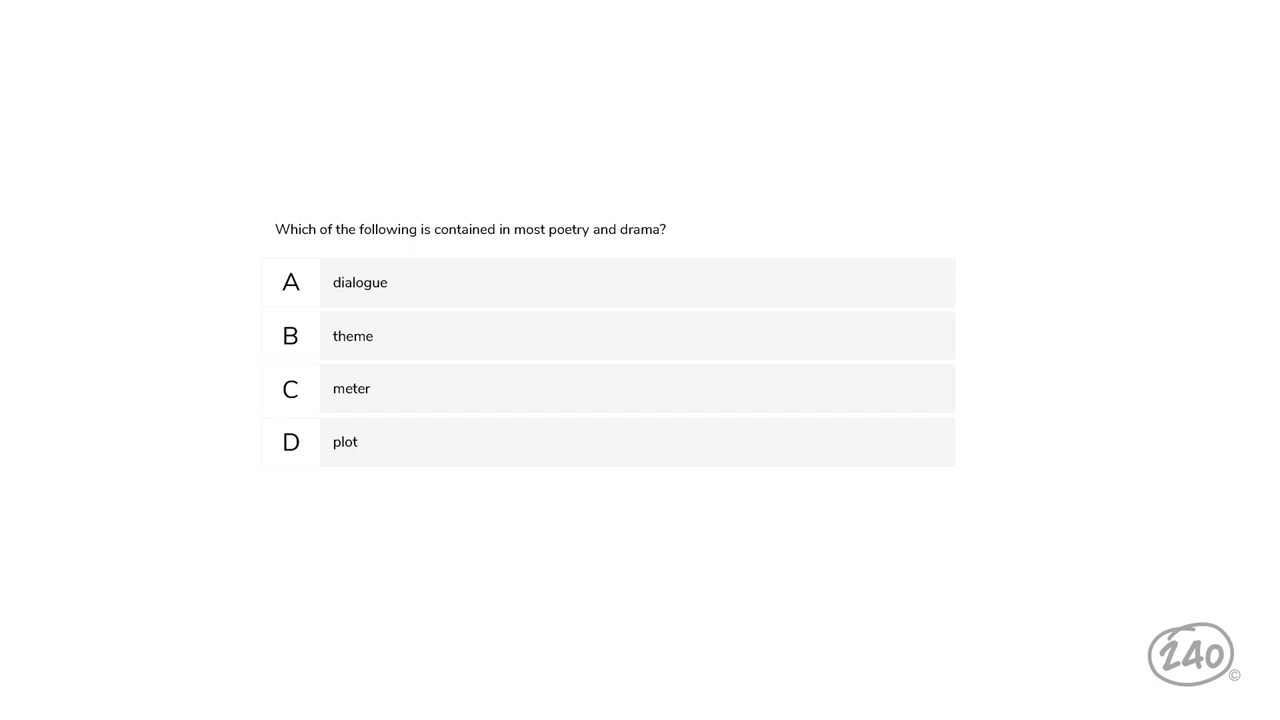 Which of the following is contained in most poetry and drama?
A dialogue
B theme
C meter
D plot
240 ©